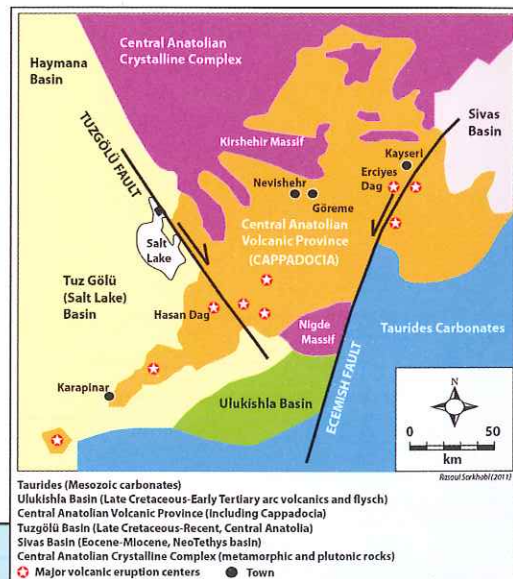 Central Anatolian
Crystalline Complex
Haymana
Basin
Sivas
Basin
TUZGÖLÜ FAULT
Kirshehir Massif
Kayseri
Erciyes
Dag
Nevishehr
Göreme
Central Anatolian
Volcanic Province
(CAPPADOCIA)
Salt
Lake
Tuz Gölü
(Salt Lake)
Basin
Hasan Dag
Nigde
Massif
Taurides Carbonates
ECEMISH FAULT
Karapinar
Ulukishla Basin
N
0 50
km
Rasoul Sorkhabi (2011)
Taurides (Mesozoic carbonates)
Ulukishla Basin (Late Cretaceous-Early Tertiary arc volcanics and flysch)
Central Anatolian Volcanic Province (including Cappadocia)
Tuzgölü Basin (Late Cretaceous-Recent, Central Anatolia)
Sivas Basin (Eocene-Miocene, NeoTethys basin)
Central Anatolian Crystalline Complex (metamorphic and plutonic rocks)
Major volcanic eruption centers Town